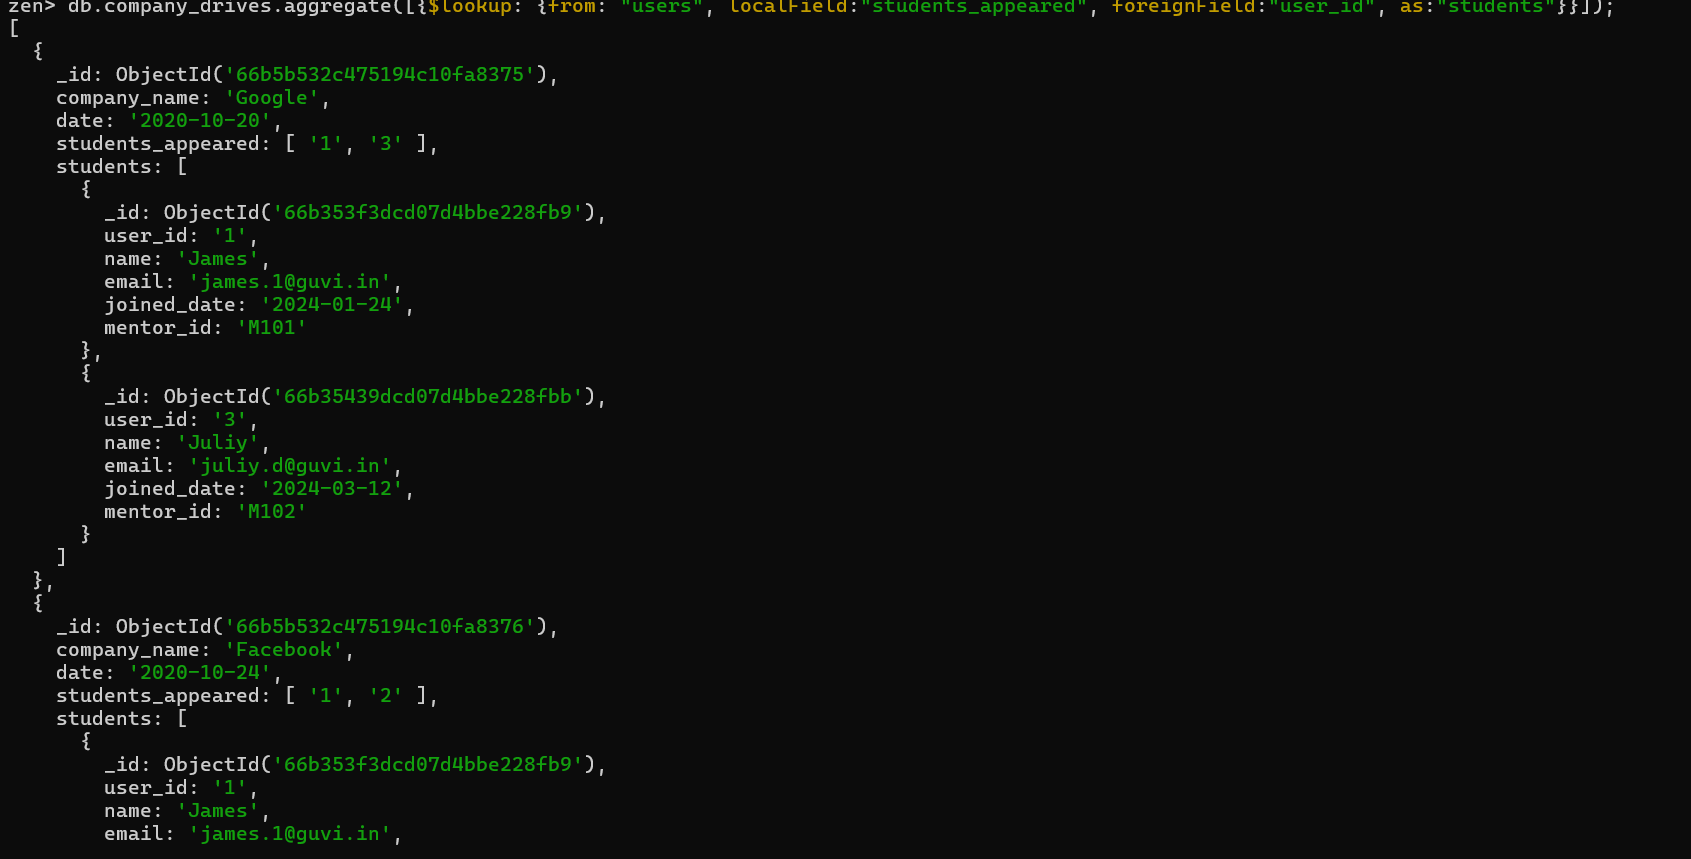 zen> db.company_drives.aggregate([{$lookup: {from: "users", localField:"students_appeared", foreignField:"user_id", as:"students"}}]);
[
  {
    _id: ObjectId('66b5b532c475194c10fa8375'),
    company_name: 'Google',
    date: '2020-10-20',
    students_appeared: [ '1', '3' ],
    students: [
      {
        _id: ObjectId('66b353f3dcd07d4bbe228fb9'),
        user_id: '1',
        name: 'James',
        email: 'james.1@guvi.in',
        joined_date: '2024-01-24',
        mentor_id: 'M101'
      },
      {
        _id: ObjectId('66b35439dcd07d4bbe228fbb'),
        user_id: '3',
        name: 'Juliy',
        email: 'juliy.d@guvi.in',
        joined_date: '2024-03-12',
        mentor_id: 'M102'
      }
    ]
  },
  {
    _id: ObjectId('66b5b532c475194c10fa8376'),
    company_name: 'Facebook',
    date: '2020-10-24',
    students_appeared: [ '1', '2' ],
    students: [
      {
        _id: ObjectId('66b353f3dcd07d4bbe228fb9'),
        user_id: '1',
        name: 'James',
        email: 'james.1@guvi.in',